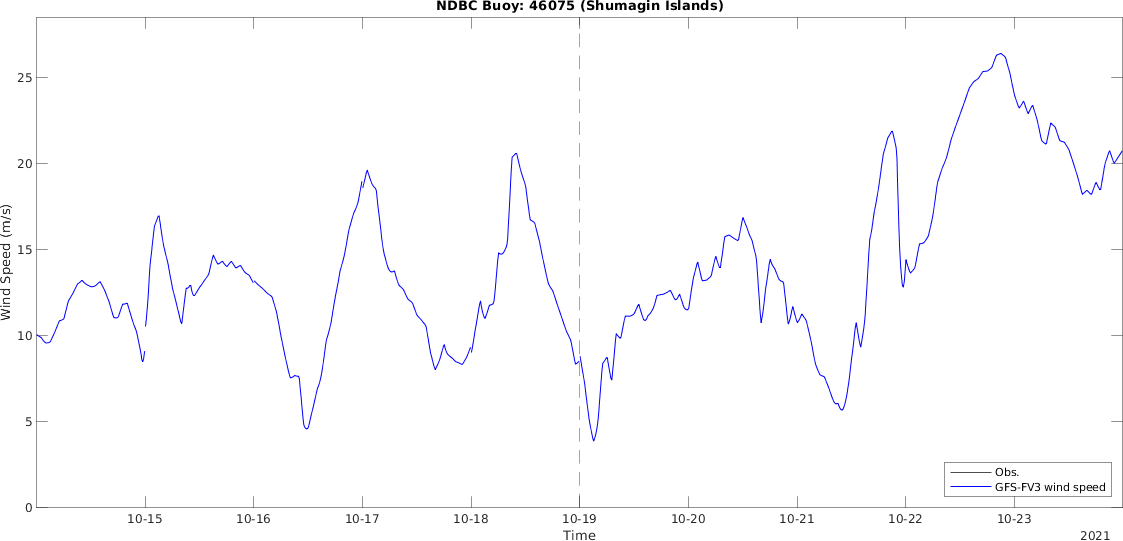 NDBC Buoy: 46075 (Shumagin Islands)
Wind Speed (m/s)
25
20
15
10
5
0
10-15 10-16 10-17 10-18 10-19 10-20 10-21 10-22 10-23
Time
2021
Obs.
GFS-FV3 wind speed